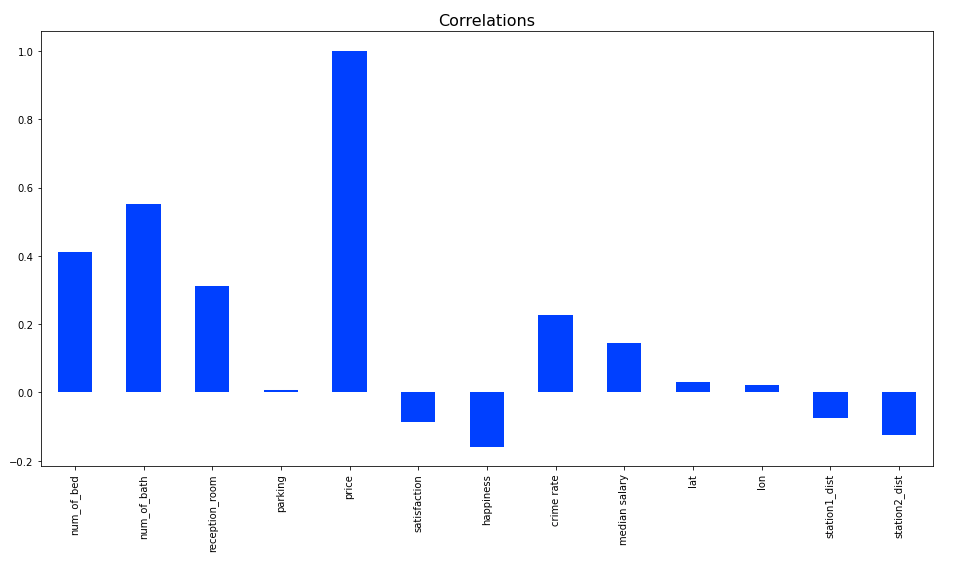 Correlations
1.0
0.8
0.6
0.4
0.2
0.0
−0.2
num_of_bed
num_of_bath
reception_room
parking
price
satisfaction
happiness
crime rate
median salary
lat
lon
station1_dist
station2_dist